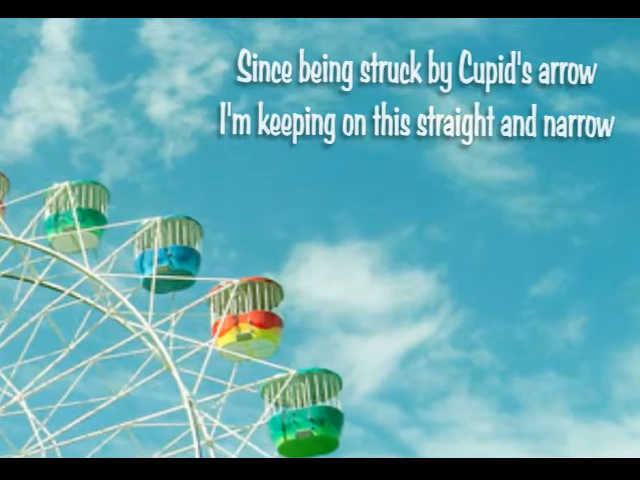 Since being struck by Cupid's arrow
I'm keeping on this straight and narrow